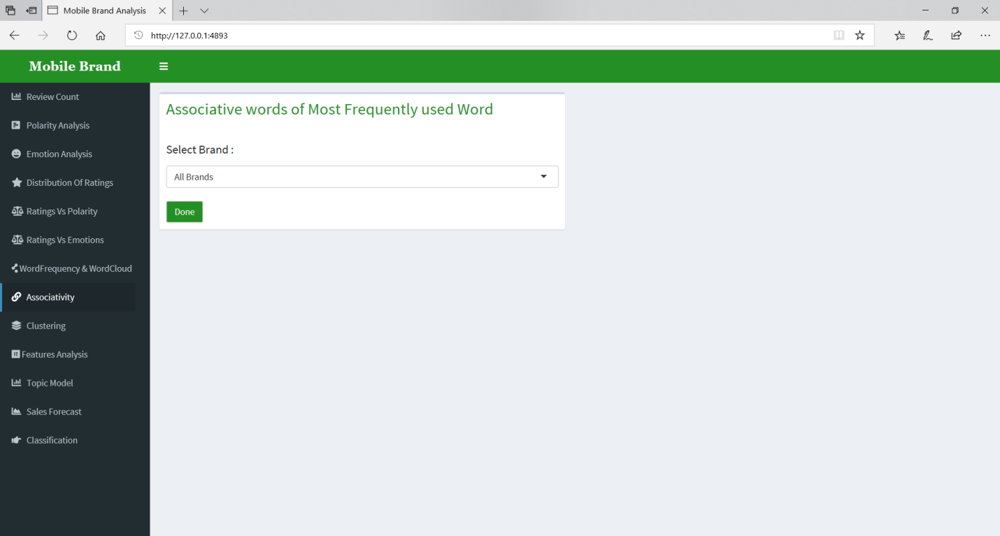 Mobile Brand Analysis
http://127.0.0.1:4893
Mobile Brand
Review Count
Polarity Analysis
Emotion Analysis
Distribution Of Ratings
Ratings Vs Polarity
Ratings Vs Emotions
WordFrequency & WordCloud
Associativity
Clustering
Features Analysis
Topic Model
Sales Forecast
Classification
Associative words of Most Frequently used Word
Select Brand :
All Brands
Done